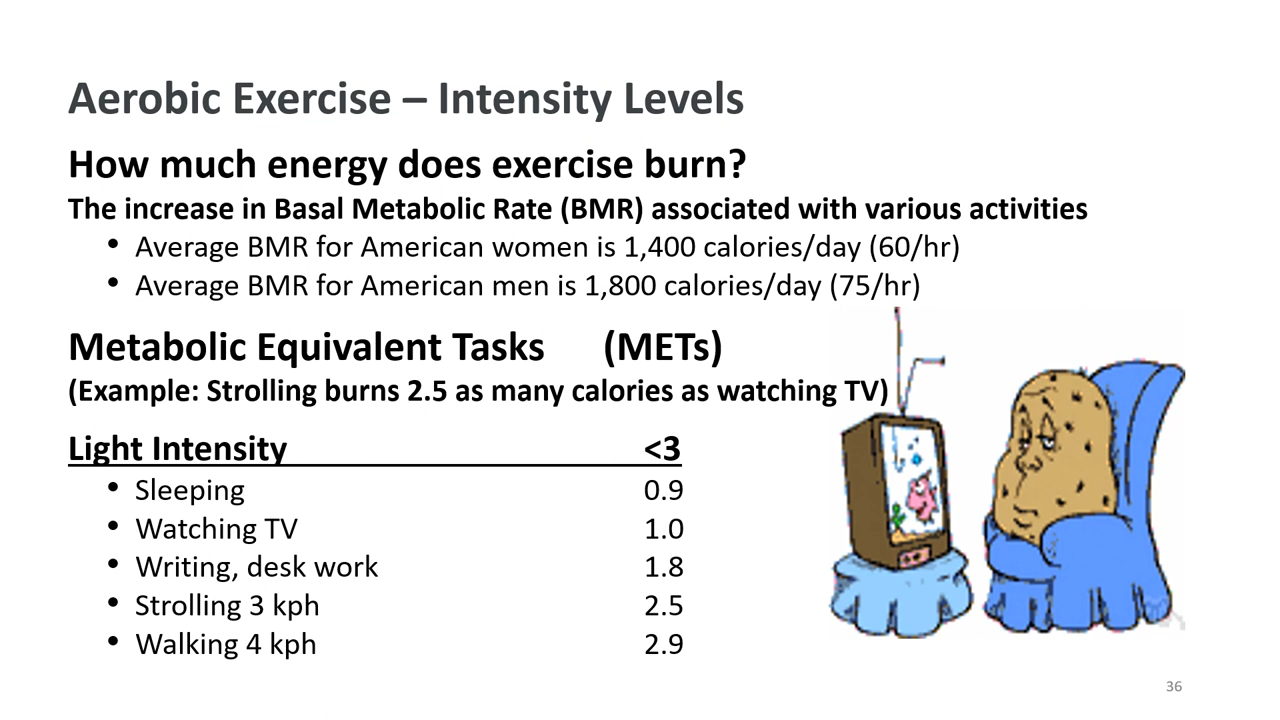 Aerobic Exercise – Intensity Levels
How much energy does exercise burn?
The increase in Basal Metabolic Rate (BMR) associated with various activities
• Average BMR for American women is 1,400 calories/day (60/hr)
• Average BMR for American men is 1,800 calories/day (75/hr)
Metabolic Equivalent Tasks (METs)
(Example: Strolling burns 2.5 as many calories as watching TV)
Light Intensity <3
• Sleeping 0.9
• Watching TV 1.0
• Writing, desk work 1.8
• Strolling 3 kph 2.5
• Walking 4 kph 2.9
36